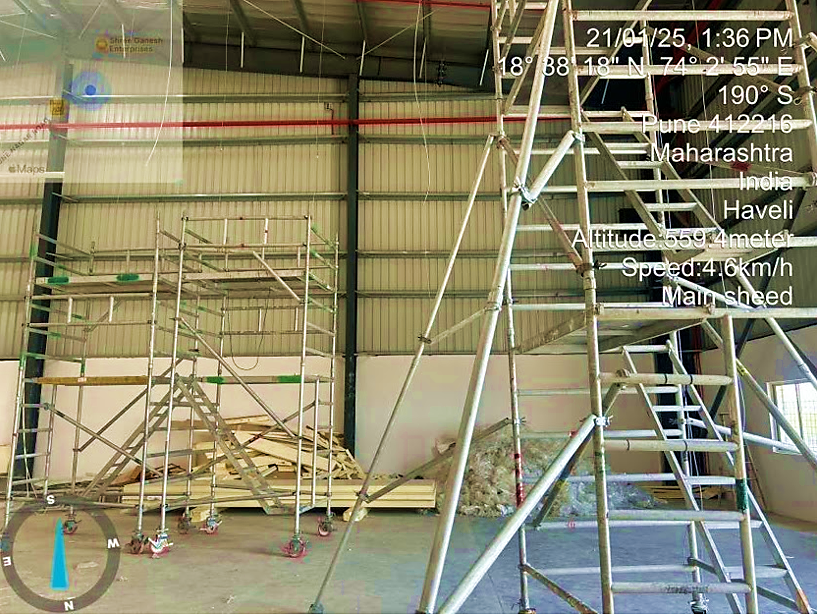 Shree Ganesh
Enterprises
Maps
21/01/25, 1:36 PM
18° 38' 18" N, 74° 2' 55" E
190° S
Pune 412216
Maharashtra
India
Haveli
Altitude:559.4meter
Speed:4.6km/h
Main sheed
S
W
E
N